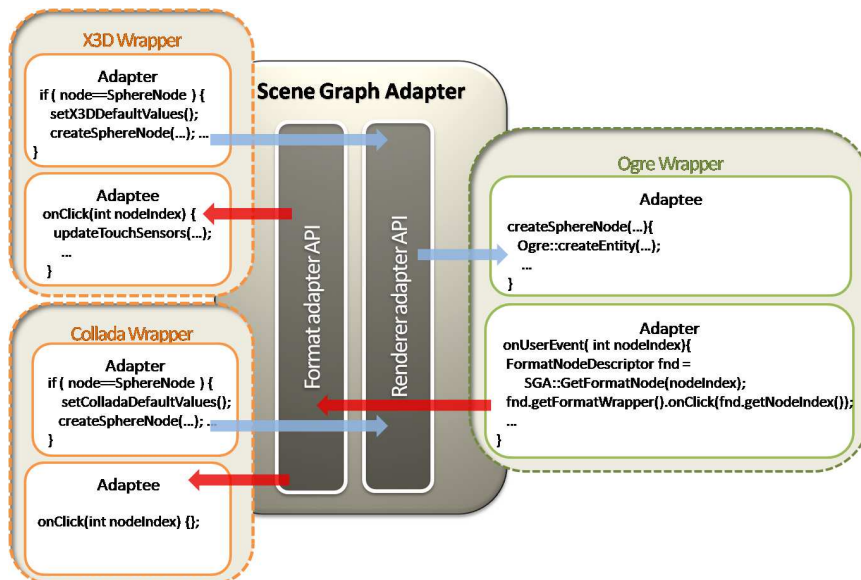 X3D Wrapper
Adapter
if ( node==SphereNode ) {
setX3DDefaultValues();
createSphereNode(...); ...
}
Adaptee
onClick(int nodeIndex) {
updateTouchSensors(...);
...
}
Collada Wrapper
Adapter
if ( node==SphereNode ) {
setColladaDefaultValues();
createSphereNode(...); ...
}
Adaptee
onClick(int nodeIndex) {};
Scene Graph Adapter
Format adapter API
Renderer adapter API
Ogre Wrapper
Adaptee
createSphereNode(...){
Ogre::createEntity(...);
...
}
Adapter
onUserEvent( int nodeIndex){
FormatNodeDescriptor fnd =
SGA::GetFormatNode(nodeIndex);
fnd.getFormatWrapper().onClick(fnd.getNodeIndex());
...
}